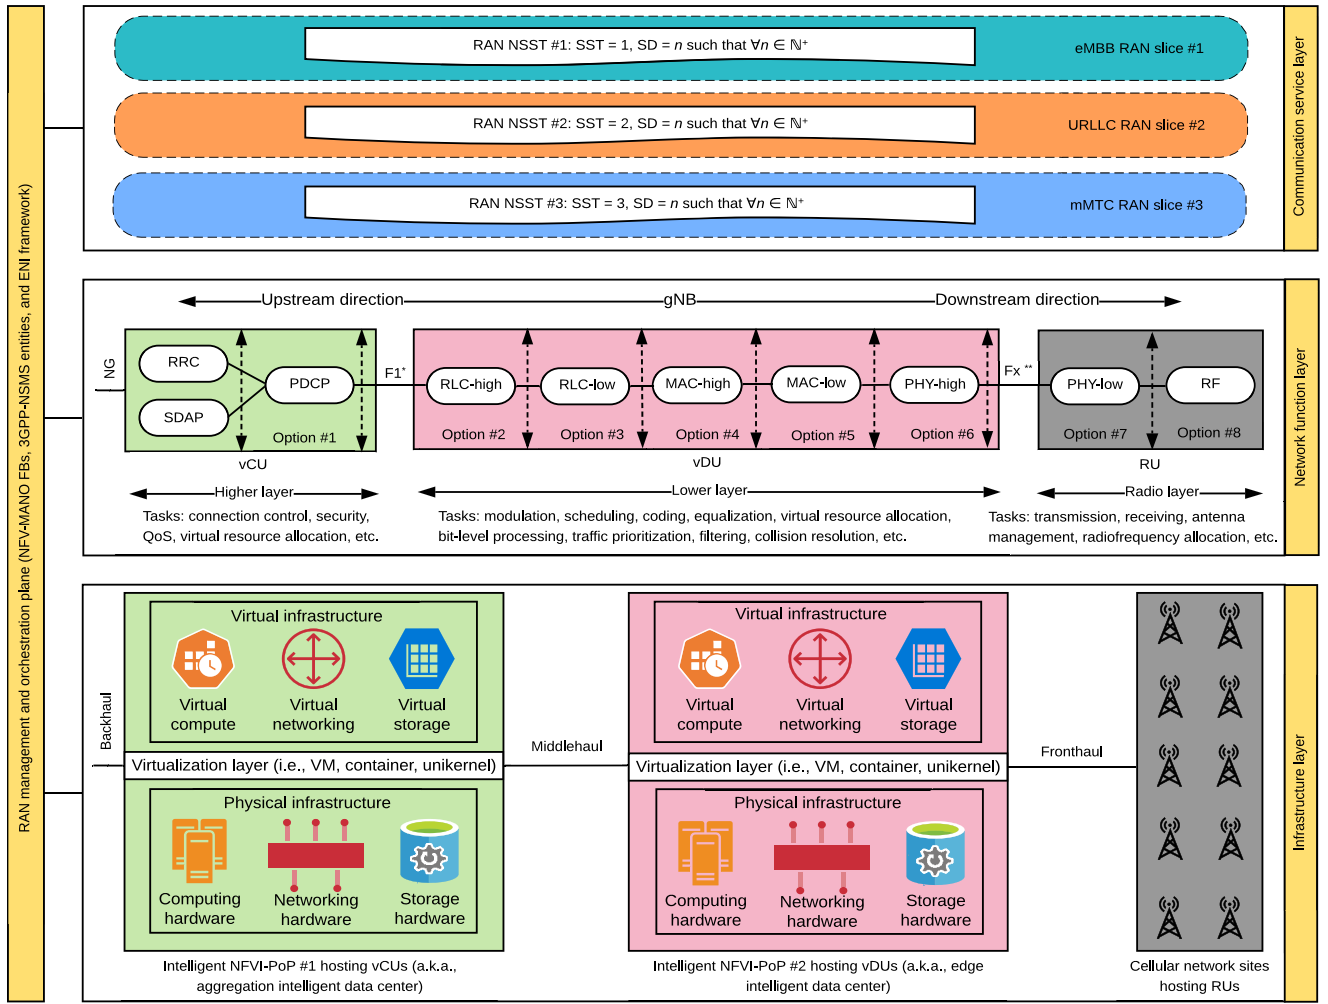 RAN management and orchestration plane (NFV-MANO FBs, 3GPP-NSMS entities, and ENI framework)
RAN NSST #1: SST = 1, SD = n such that ∀n ∈ ℕ⁺
eMBB RAN slice #1
RAN NSST #2: SST = 2, SD = n such that ∀n ∈ ℕ⁺
URLLC RAN slice #2
RAN NSST #3: SST = 3, SD = n such that ∀n ∈ ℕ⁺
mMTC RAN slice #3
Communication service layer
Upstream direction
gNB
Downstream direction
NG
RRC
SDAP
PDCP
Option #1
F1*
RLC-high
RLC-low
MAC-high
MAC-low
PHY-high
Option #2
Option #3
Option #4
Option #5
Option #6
Fx **
PHY-low
RF
Option #7
Option #8
vCU
vDU
RU
Higher layer
Lower layer
Radio layer
Tasks: connection control, security,
QoS, virtual resource allocation, etc.
Tasks: modulation, scheduling, coding, equalization, virtual resource allocation,
bit-level processing, traffic prioritization, filtering, collision resolution, etc.
Tasks: transmission, receiving, antenna
management, radiofrequency allocation, etc.
Network function layer
Backhaul
Virtual infrastructure
Virtual
compute
Virtual
networking
Virtual
storage
Virtualization layer (i.e., VM, container, unikernel)
Physical infrastructure
Computing
hardware
Networking
hardware
Storage
hardware
Intelligent NFVI-PoP #1 hosting vCUs (a.k.a.,
aggregation intelligent data center)
Middlehaul
Virtual infrastructure
Virtual
compute
Virtual
networking
Virtual
storage
Virtualization layer (i.e., VM, container, unikernel)
Physical infrastructure
Computing
hardware
Networking
hardware
Storage
hardware
Intelligent NFVI-PoP #2 hosting vDUs (a.k.a., edge
intelligent data center)
Fronthaul
Cellular network sites
hosting RUs
Infrastructure layer